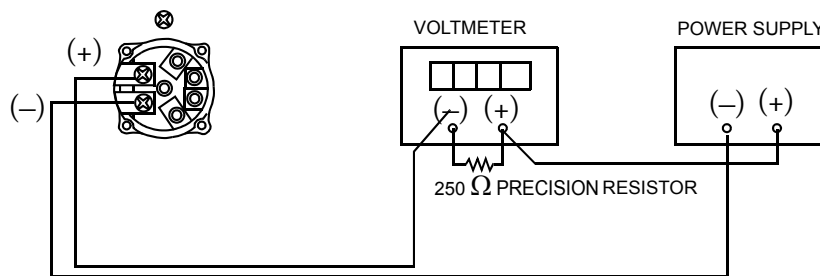 VOLTMETER
POWER SUPPLY
(+)
(–)
(–) (+)
(–) (+)
250 Ω PRECISION RESISTOR